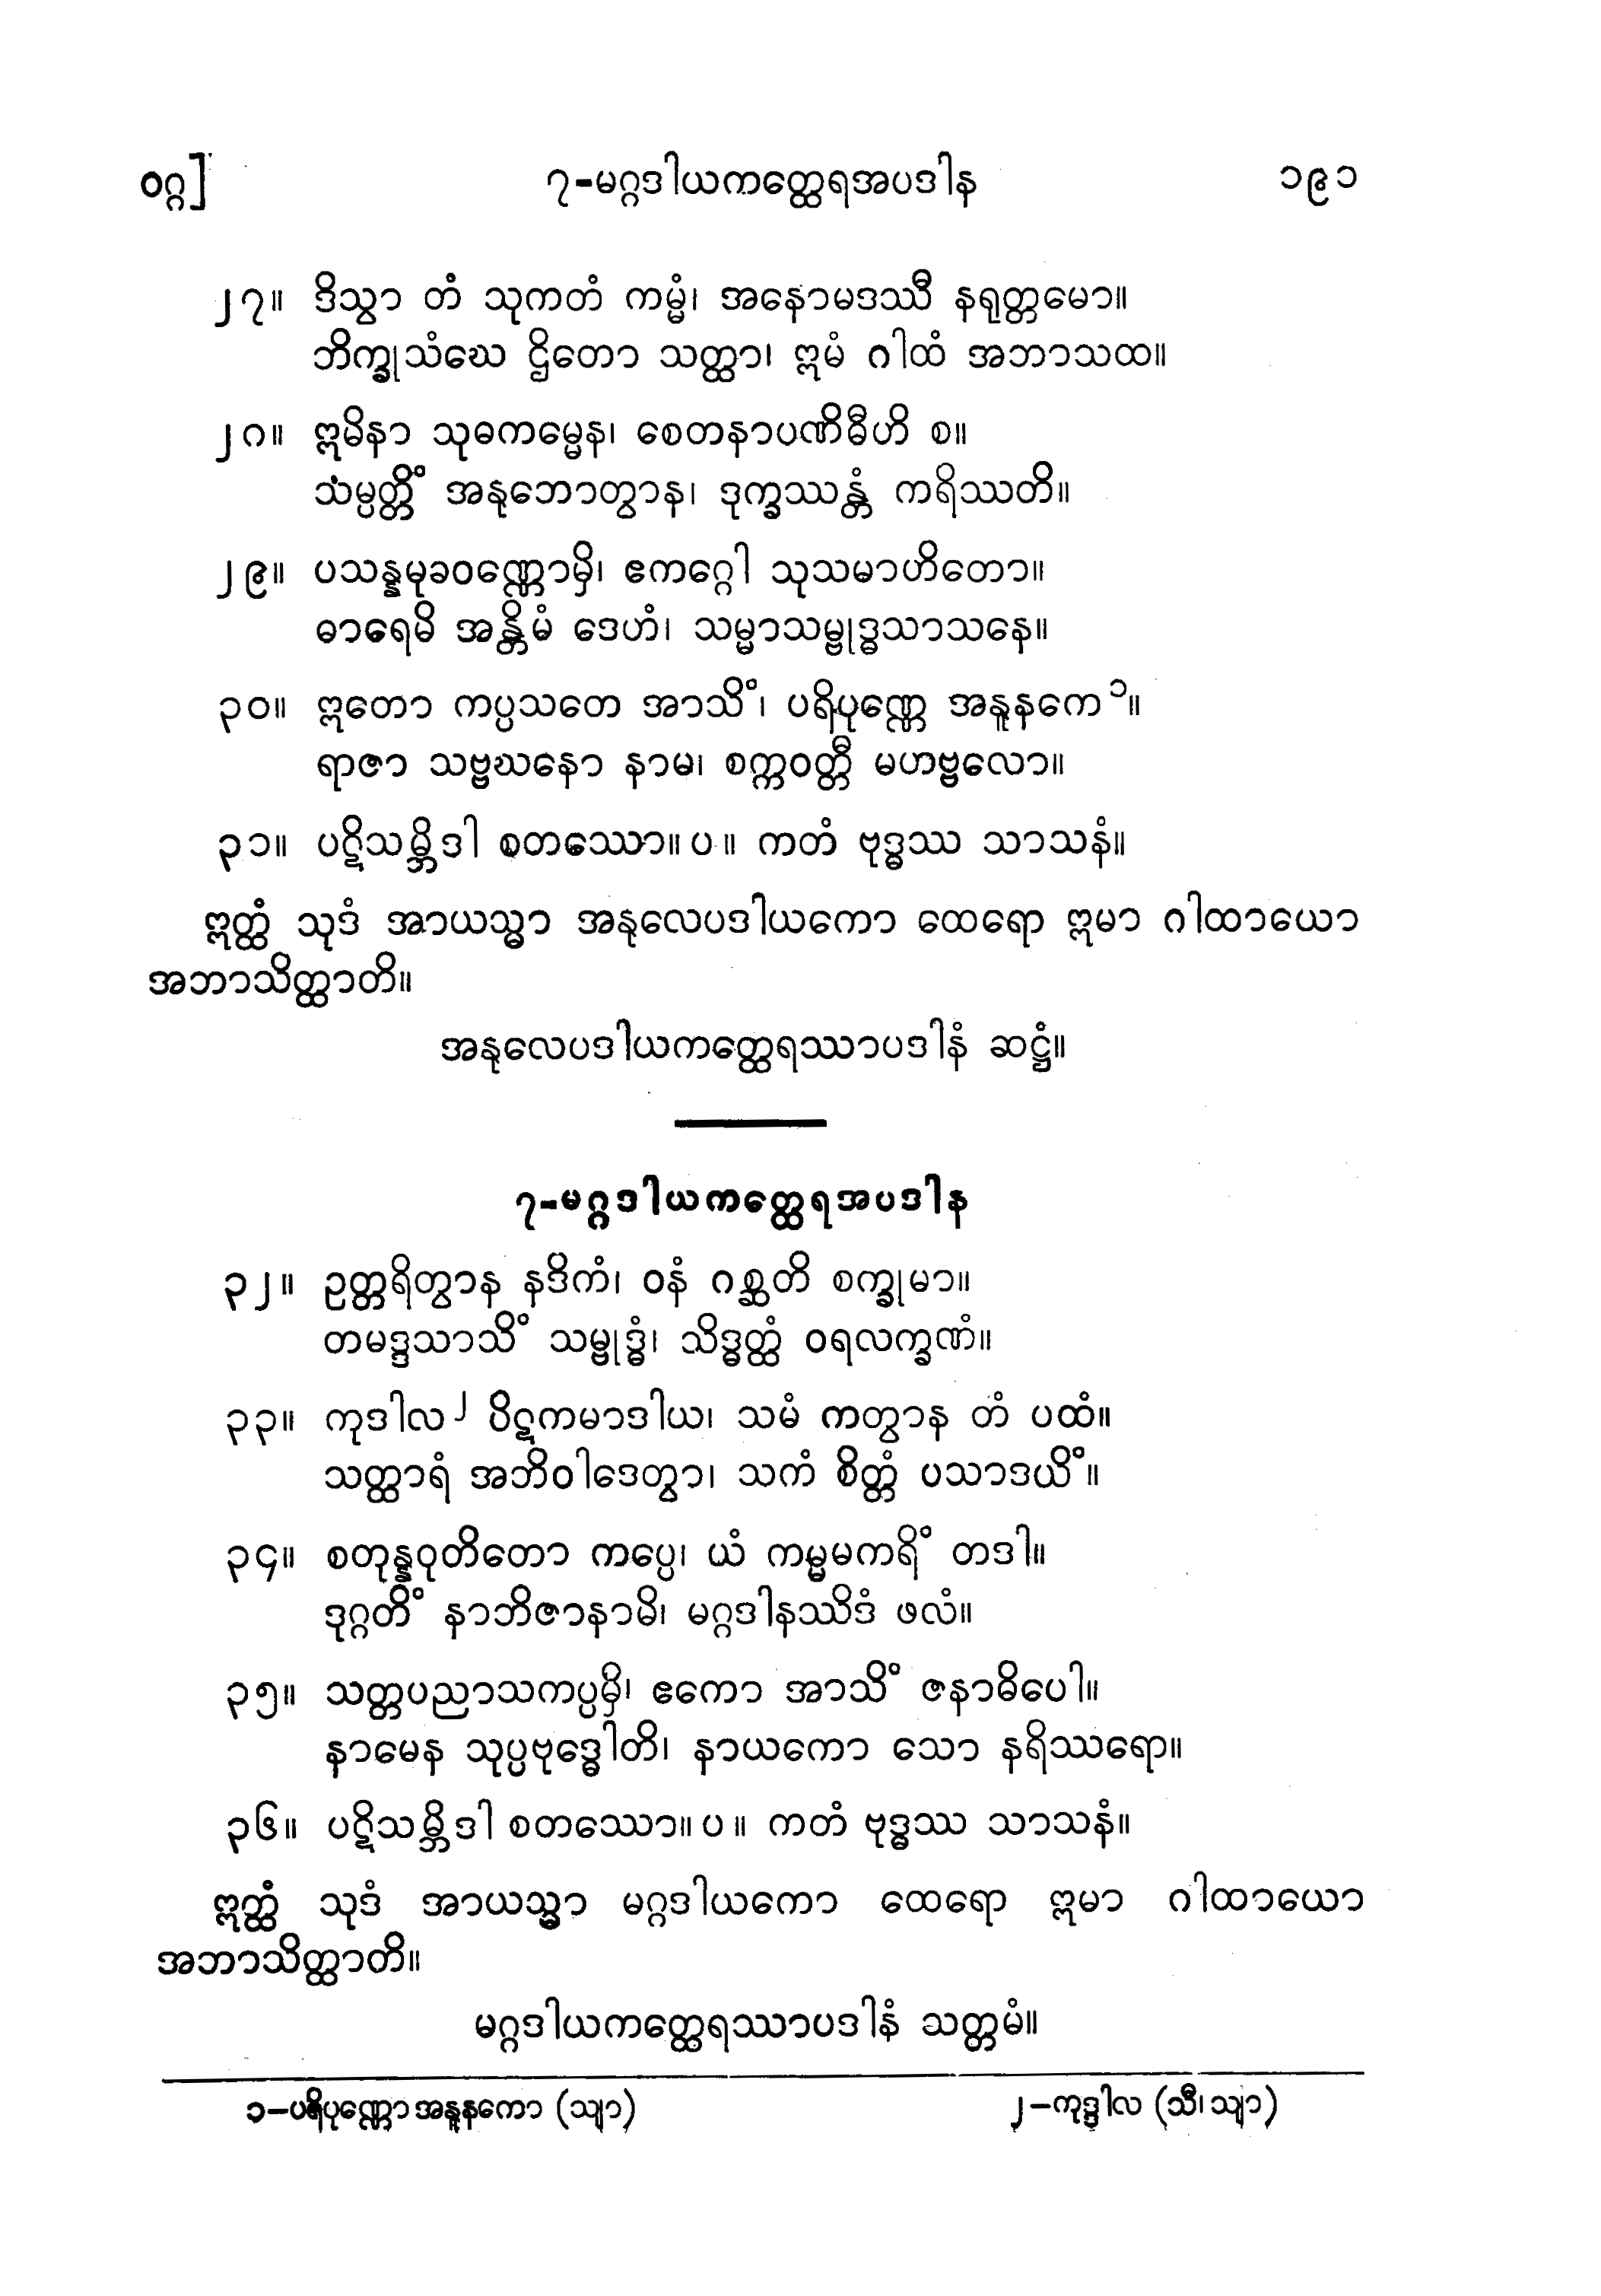 ဝဂ္ဂ] ၇-မဂ္ဂဒါယကတ္ထေရအပဒါန ၁၉၁
၂၇။ ဒိသွာ တံ သုကတံ ကမ္မံ၊ အနောမဒဿီ နရုတ္တမော။
ဘိက္ခုသံဃေ ဌိတော သတ္ထာ၊ ဣမံ ဂါထံ အဘာသထ။
၂၈။ ဣမိနာ သုဓကမ္မေန၊ စေတနာပဏိဓီဟိ စ။
သံမ္ပတ္တိံ အနုဘောတွာန၊ ဒုက္ခဿန္တံ ကရိဿတိ။
၂၉။ ပသန္နမုခဝဏ္ဏောမှိ၊ ဧကဂ္ဂေါ သုသမာဟိတော။
ဓာရေမိ အန္တိမံ ဒေဟံ၊ သမ္မာသမ္ဗုဒ္ဓသာသနေ။
၃၀။ ဣတော ကပ္ပသတေ အာသိံ၊ ပရိပုဏ္ဏေ အနူနကေ ၁။
ရာဇာ သဗ္ဗဃနော နာမ၊ စက္ကဝတ္တီ မဟဗ္ဗလော။
၃၁။ ပဋိသမ္ဘိဒါ စတဿော။ပ။ ကတံ ဗုဒ္ဓဿ သာသနံ။
ဣတ္ထံ သုဒံ အာယသ္မာ အနုလေပဒါယကော ထေရော ဣမာ ဂါထာယော
အဘာသိတ္ထာတိ။
အနုလေပဒါယကတ္ထေရဿာပဒါနံ ဆဋ္ဌံ။
၇-မဂ္ဂဒါယကတ္ထေရအပဒါန
၃၂။ ဥတ္တရိတွာန နဒိကံ၊ ဝနံ ဂစ္ဆတိ စက္ခုမာ။
တမဒ္ဒသာသိံ သမ္ဗုဒ္ဓံ၊ သိဒ္ဓတ္ထံ ဝရလက္ခဏံ။
၃၃။ ကုဒါလ ၂ ပိဋကမာဒါယ၊ သမံ ကတွာန တံ ပထံ။
သတ္ထာရံ အဘိဝါဒေတွာ၊ သကံ စိတ္တံ ပသာဒယိံ။
၃၄။ စတုန္နဝုတိတော ကပ္ပေ၊ ယံ ကမ္မမကရိံ တဒါ။
ဒုဂ္ဂတိံ နာဘိဇာနာမိ၊ မဂ္ဂဒါနဿိဒံ ဖလံ။
၃၅။ သတ္တပညာသကပ္ပမှိ၊ ဧကော အာသိံ ဇနာဓိပေါ။
နာမေန သုပ္ပဗုဒ္ဓေါတိ၊ နာယကော သော နရိဿရော။
၃၆။ ပဋိသမ္ဘိဒါ စတဿော။ပ။ ကတံ ဗုဒ္ဓဿ သာသနံ။
ဣတ္ထံ သုဒံ အာယသ္မာ မဂ္ဂဒါယကော ထေရော ဣမာ ဂါထာယော
အဘာသိတ္ထာတိ။
မဂ္ဂဒါယကတ္ထေရဿာပဒါနံ သတ္တမံ။
၁-ပရိပုဏ္ဏော အနူနကော (သျာ) ၂-ကုဒ္ဒါလ (သီ၊ သျာ)